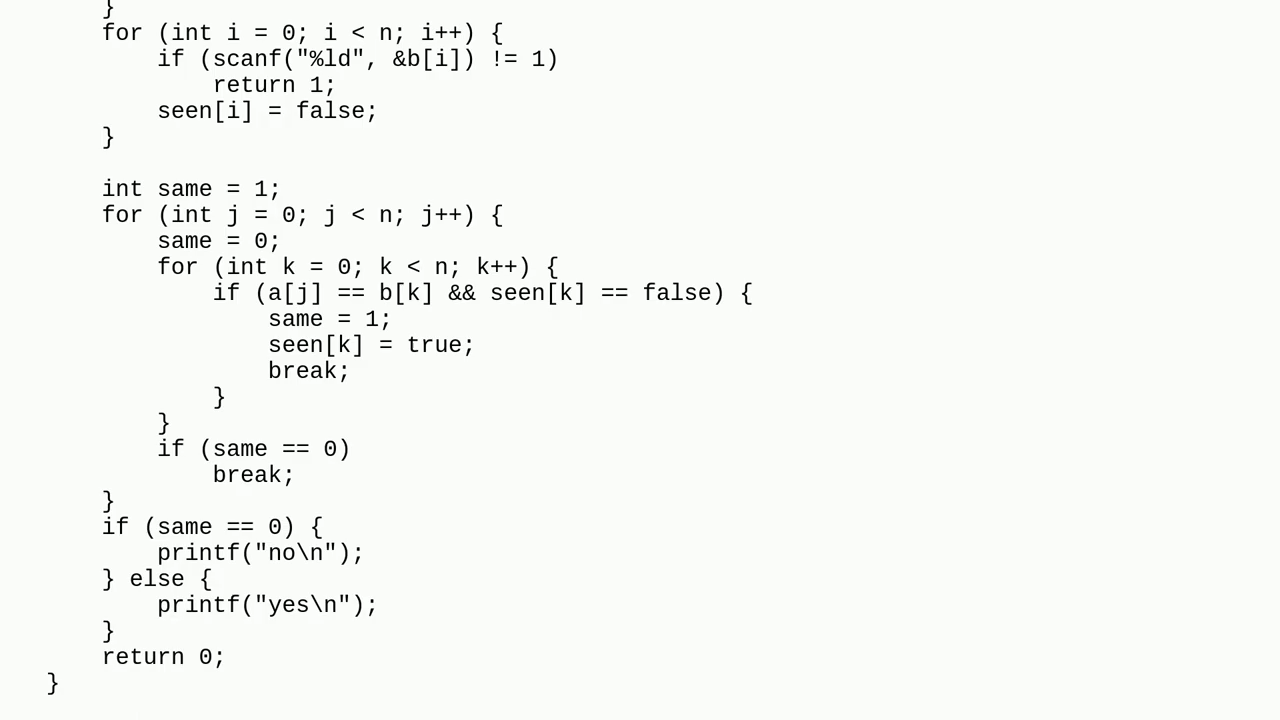 }
    for (int i = 0; i < n; i++) {
        if (scanf("%ld", &b[i]) != 1)
            return 1;
        seen[i] = false;
    }

    int same = 1;
    for (int j = 0; j < n; j++) {
        same = 0;
        for (int k = 0; k < n; k++) {
            if (a[j] == b[k] && seen[k] == false) {
                same = 1;
                seen[k] = true;
                break;
            }
        }
        if (same == 0)
            break;
    }
    if (same == 0) {
        printf("no\n");
    } else {
        printf("yes\n");
    }
    return 0;
}